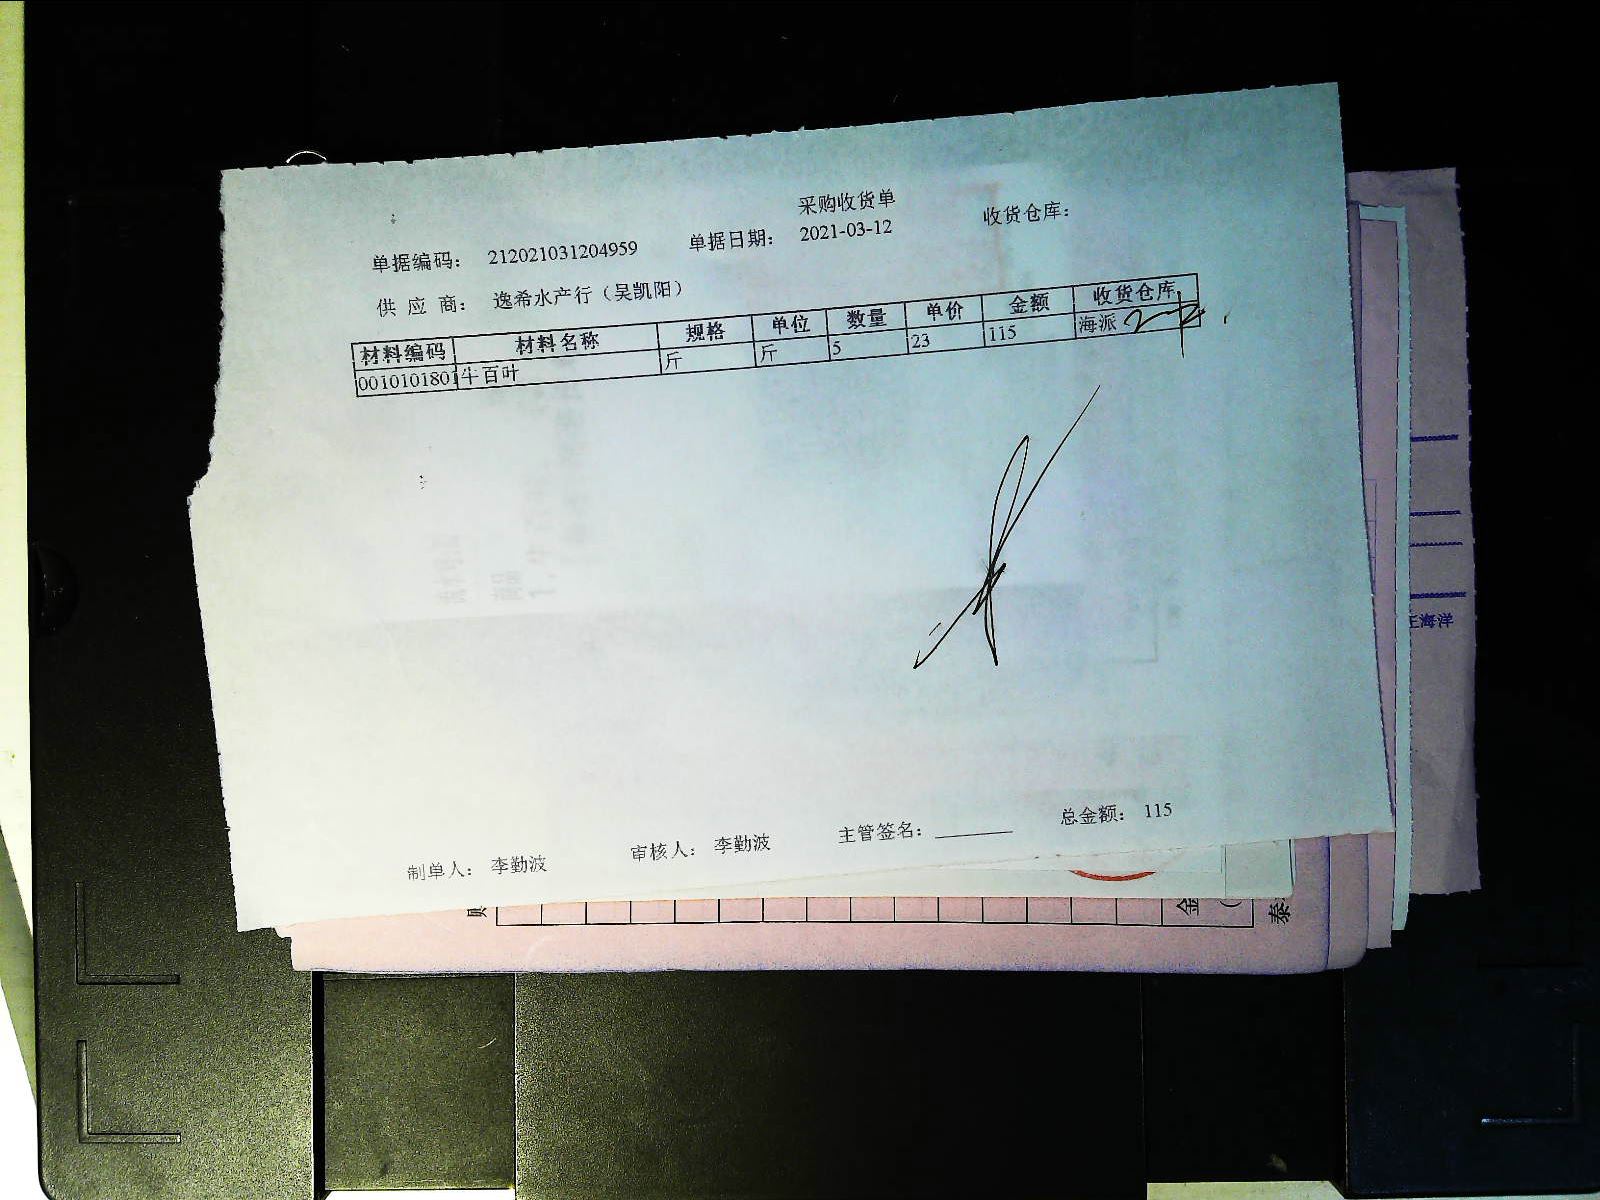 采购收货单
单据编码： 212021031204959 单据日期： 2021-03-12 收货仓库：
供 应 商： 逸希水产行（吴凯阳）
材料编码 材料名称 规格 单位 数量 单价 金额 收货仓库
0010101801 牛百叶 斤 斤 5 23 115 海派
制单人： 李勤波 审核人： 李勤波 主管签名： 总金额： 115
王海洋
金
泰